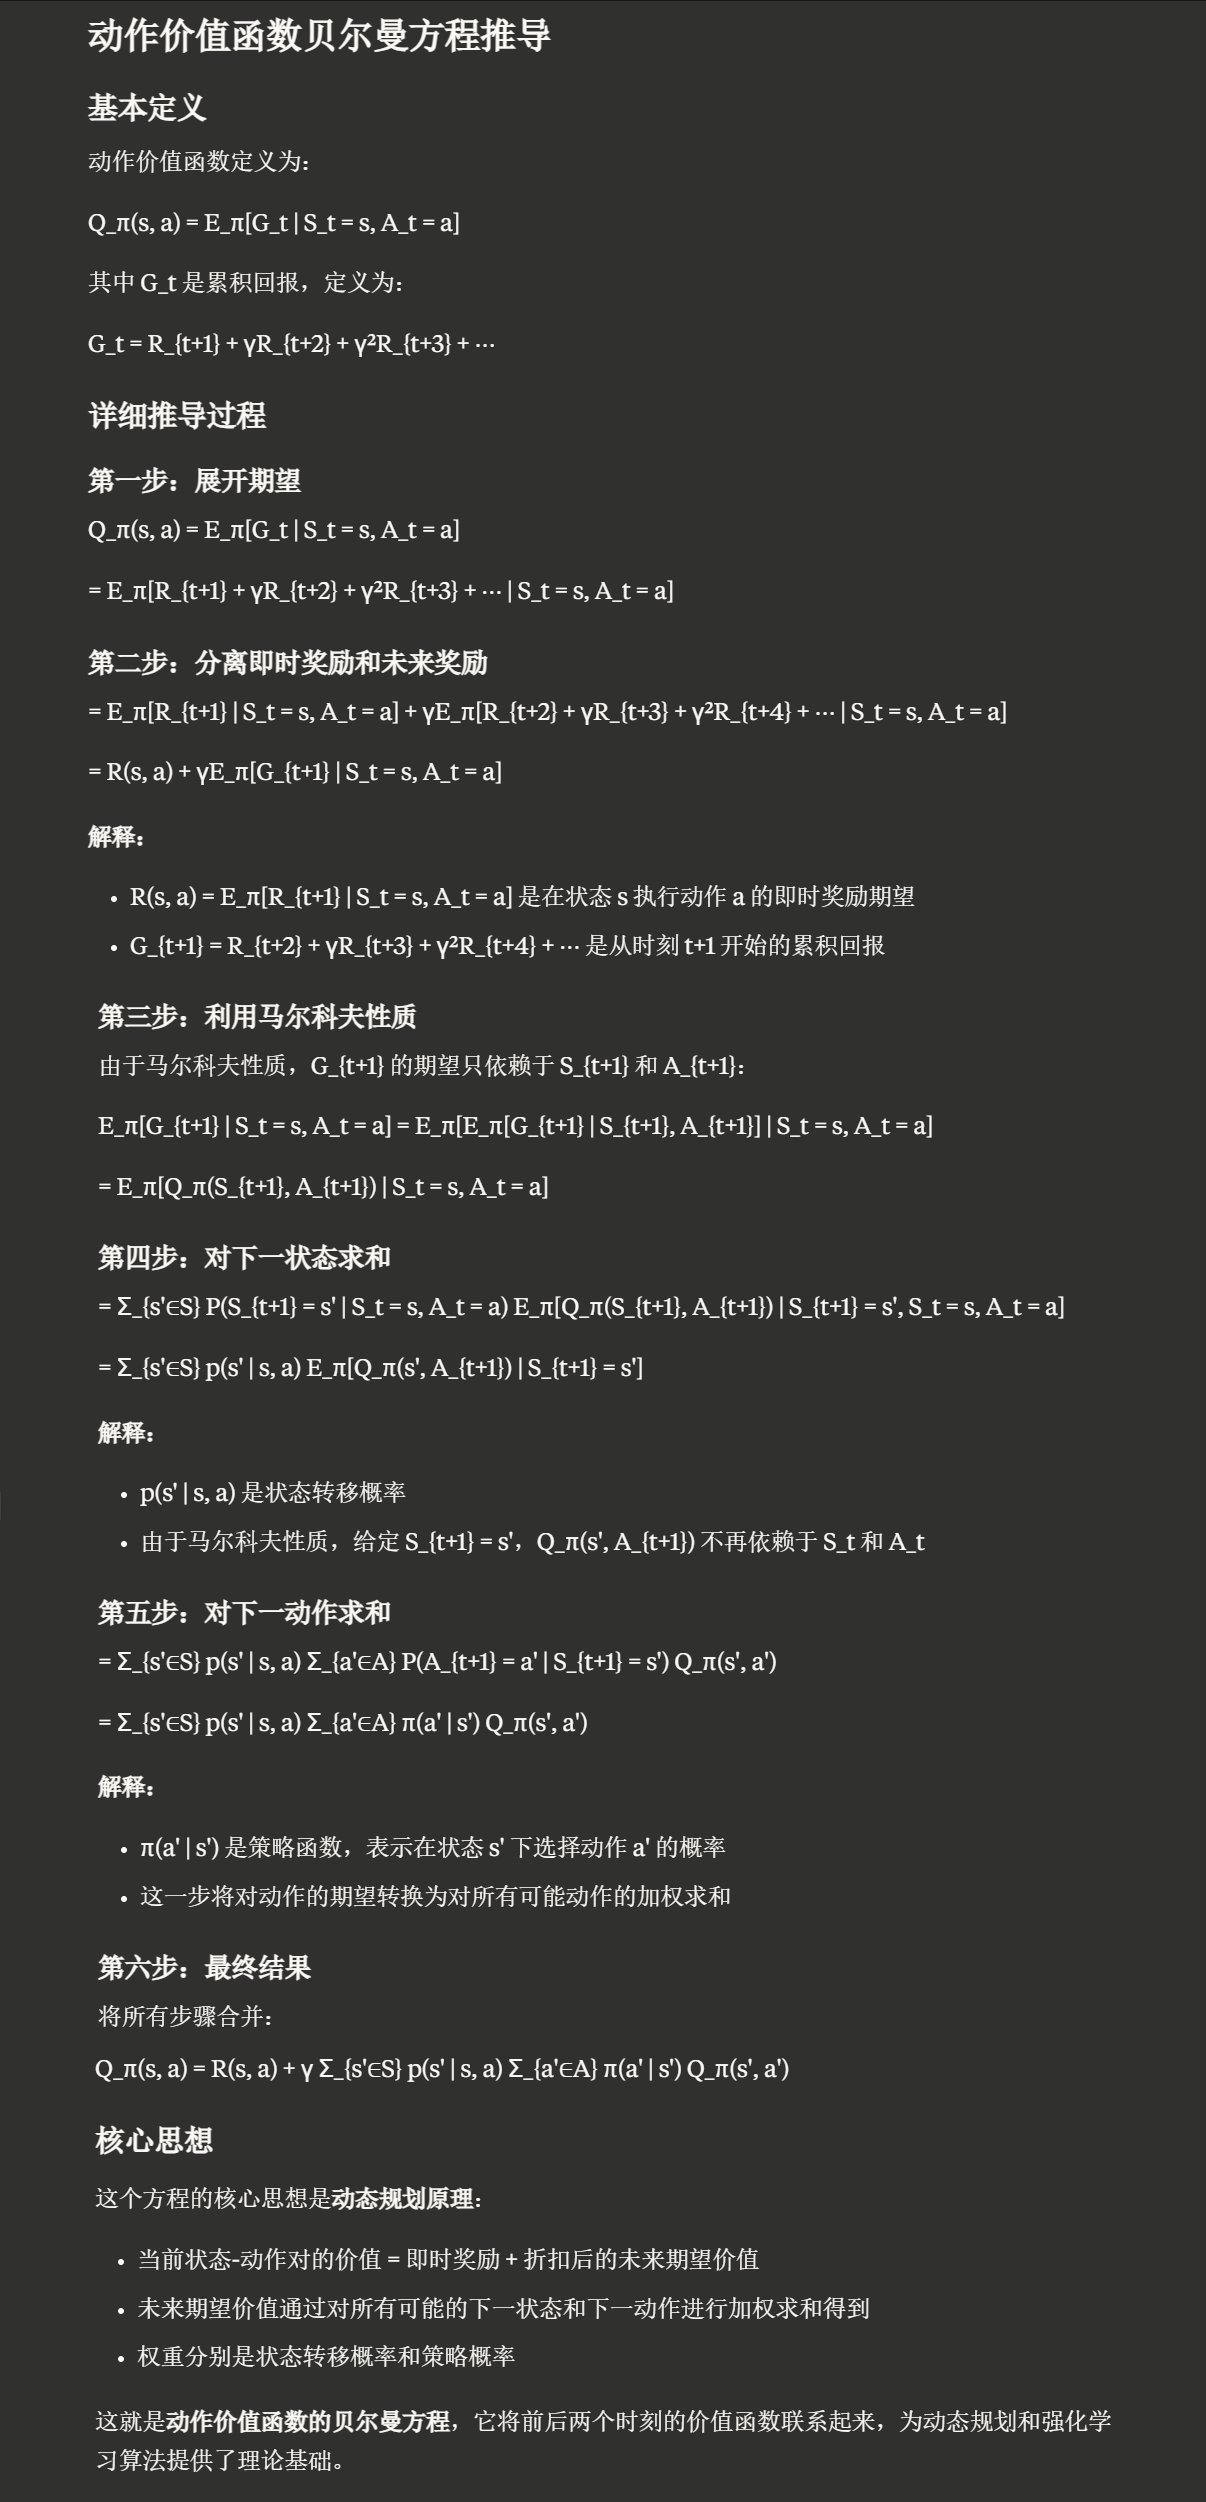 动作价值函数贝尔曼方程推导
基本定义
动作价值函数定义为：
Q_π(s, a) = E_π[G_t | S_t = s, A_t = a]
其中 G_t 是累积回报，定义为：
G_t = R_{t+1} + γR_{t+2} + γ²R_{t+3} + ⋯
详细推导过程
第一步：展开期望
Q_π(s, a) = E_π[G_t | S_t = s, A_t = a]
= E_π[R_{t+1} + γR_{t+2} + γ²R_{t+3} + ⋯ | S_t = s, A_t = a]
第二步：分离即时奖励和未来奖励
= E_π[R_{t+1} | S_t = s, A_t = a] + γE_π[R_{t+2} + γR_{t+3} + γ²R_{t+4} + ⋯ | S_t = s, A_t = a]
= R(s, a) + γE_π[G_{t+1} | S_t = s, A_t = a]
解释：
• R(s, a) = E_π[R_{t+1} | S_t = s, A_t = a] 是在状态 s 执行动作 a 的即时奖励期望
• G_{t+1} = R_{t+2} + γR_{t+3} + γ²R_{t+4} + ⋯ 是从时刻 t+1 开始的累积回报
第三步：利用马尔科夫性质
由于马尔科夫性质，G_{t+1} 的期望只依赖于 S_{t+1} 和 A_{t+1}：
E_π[G_{t+1} | S_t = s, A_t = a] = E_π[E_π[G_{t+1} | S_{t+1}, A_{t+1}] | S_t = s, A_t = a]
= E_π[Q_π(S_{t+1}, A_{t+1}) | S_t = s, A_t = a]
第四步：对下一状态求和
= Σ_{s'∈S} P(S_{t+1} = s' | S_t = s, A_t = a) E_π[Q_π(S_{t+1}, A_{t+1}) | S_{t+1} = s', S_t = s, A_t = a]
= Σ_{s'∈S} p(s' | s, a) E_π[Q_π(s', A_{t+1}) | S_{t+1} = s']
解释：
• p(s' | s, a) 是状态转移概率
• 由于马尔科夫性质，给定 S_{t+1} = s'，Q_π(s', A_{t+1}) 不再依赖于 S_t 和 A_t
第五步：对下一动作求和
= Σ_{s'∈S} p(s' | s, a) Σ_{a'∈A} P(A_{t+1} = a' | S_{t+1} = s') Q_π(s', a')
= Σ_{s'∈S} p(s' | s, a) Σ_{a'∈A} π(a' | s') Q_π(s', a')
解释：
• π(a' | s') 是策略函数，表示在状态 s' 下选择动作 a' 的概率
• 这一步将对动作的期望转换为对所有可能动作的加权求和
第六步：最终结果
将所有步骤合并：
Q_π(s, a) = R(s, a) + γ Σ_{s'∈S} p(s' | s, a) Σ_{a'∈A} π(a' | s') Q_π(s', a')
核心思想
这个方程的核心思想是动态规划原理：
• 当前状态-动作对的价值 = 即时奖励 + 折扣后的未来期望价值
• 未来期望价值通过对所有可能的下一状态和下一动作进行加权求和得到
• 权重分别是状态转移概率和策略概率
这就是动作价值函数的贝尔曼方程，它将前后两个时刻的价值函数联系起来，为动态规划和强化学
习算法提供了理论基础。